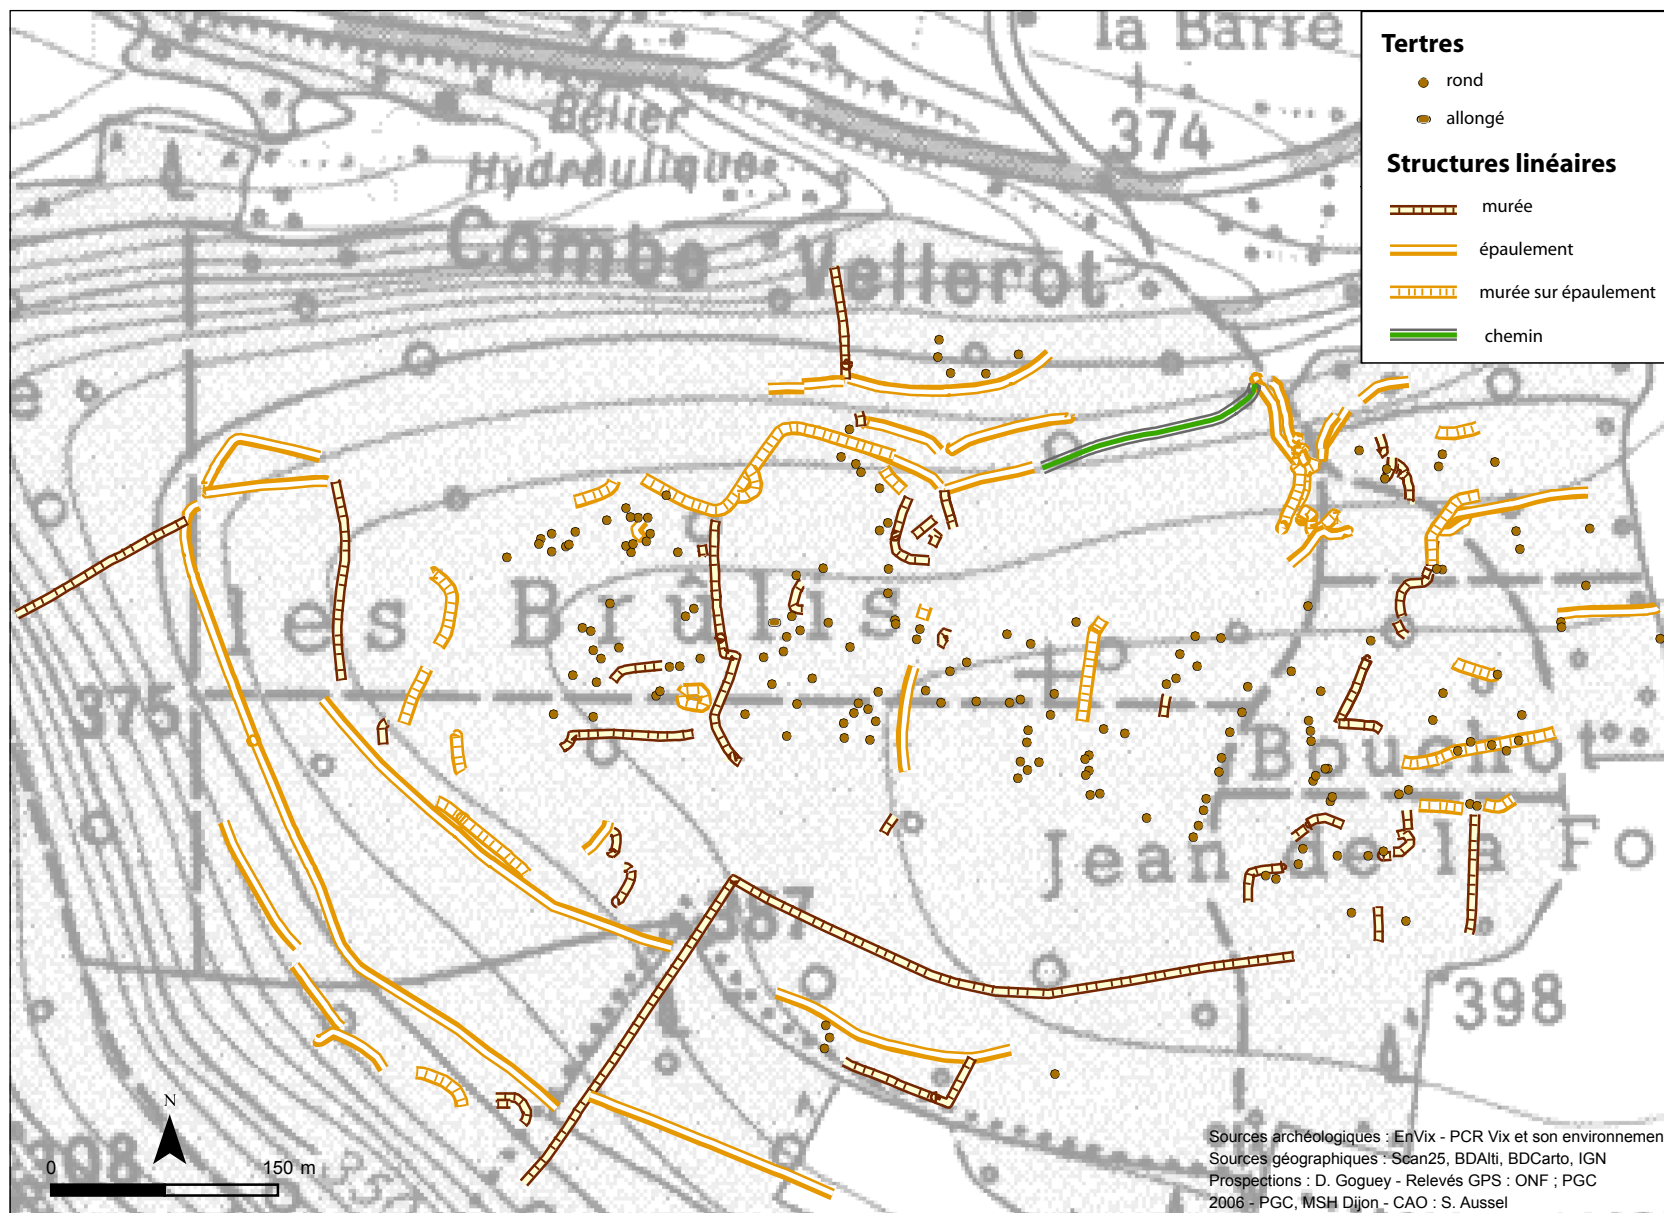 la Barre
374
Bélier
Hydraulique
Combe Vellerot
e
les Brûlis
375
Bouchot
Jean de la Fo
387
398
398
357
N
0 150 m
Tertres
rond
allongé
Structures linéaires
murée
épaulement
murée sur épaulement
chemin
Sources archéologiques : EnVix - PCR Vix et son environnemen
Sources géographiques : Scan25, BDAlti, BDCarto, IGN
Prospections : D. Goguey - Relevés GPS : ONF ; PGC
2006 - PGC, MSH Dijon - CAO : S. Aussel